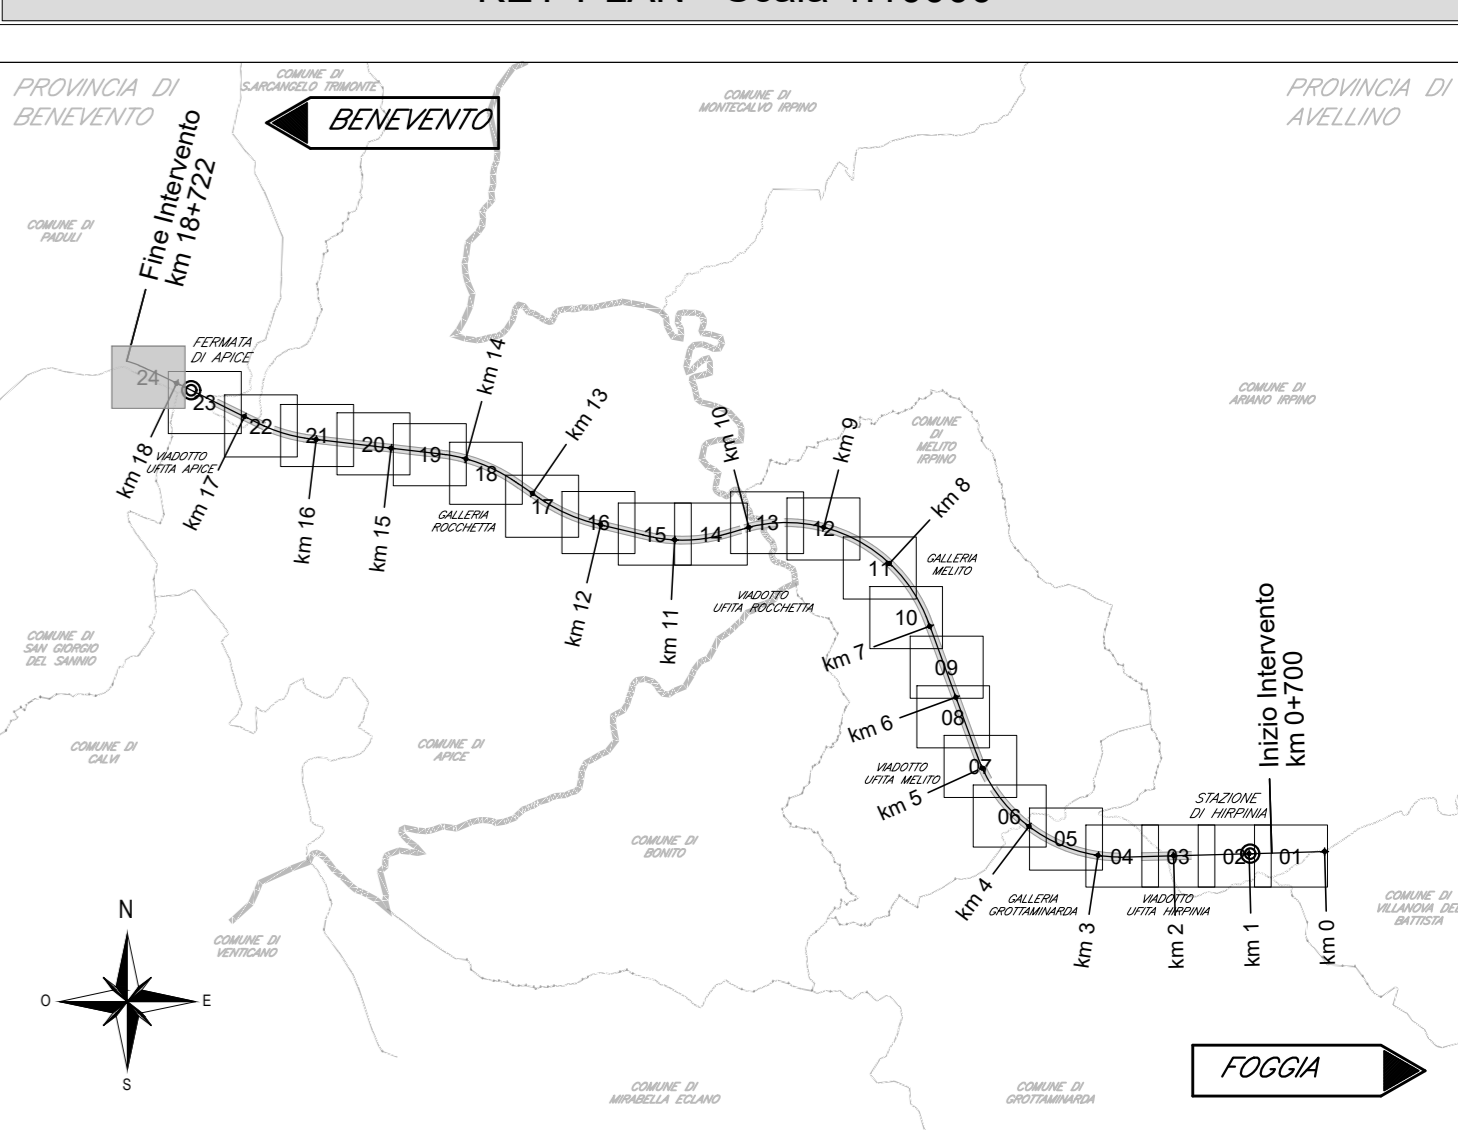 PROVINCIA DI
BENEVENTO
COMUNE DI
S.ARCANGELO TRIMONTE
BENEVENTO
COMUNE DI
MONTECALVO IRPINO
PROVINCIA DI
AVELLINO
Fine Intervento
km 18+722
COMUNE DI
PADULI
FERMATA
DI APICE
24
23
22
21
20
19
18
17
16
15
14
13
12
11
10
09
08
07
06
05
04
03
02
01
km 18
km 17
km 16
km 15
km 14
km 13
km 12
km 11
km 10
km 9
km 8
km 7
km 6
km 5
km 4
km 3
km 2
km 1
km 0
VIADOTTO
UFITA APICE
GALLERIA
ROCCHETTA
VIADOTTO
UFITA ROCCHETTA
GALLERIA
MELITO
COMUNE
DI
MELITO
IRPINO
COMUNE DI
ARIANO IRPINO
Inizio Intervento
km 0+700
COMUNE DI
SAN GIORGIO
DEL SANNIO
COMUNE DI
CALVI
COMUNE DI
APICE
VIADOTTO
UFITA MELITO
STAZIONE
DI HIRPINIA
COMUNE DI
BONITO
GALLERIA
GROTTAMINARDA
VIADOTTO
UFITA HIRPINIA
COMUNE DI
VILLANOVA DEL
BATTISTA
COMUNE DI
VENTICANO
N
O
E
S
FOGGIA
COMUNE DI
MIRABELLA ECLANO
COMUNE DI
GROTTAMINARDA